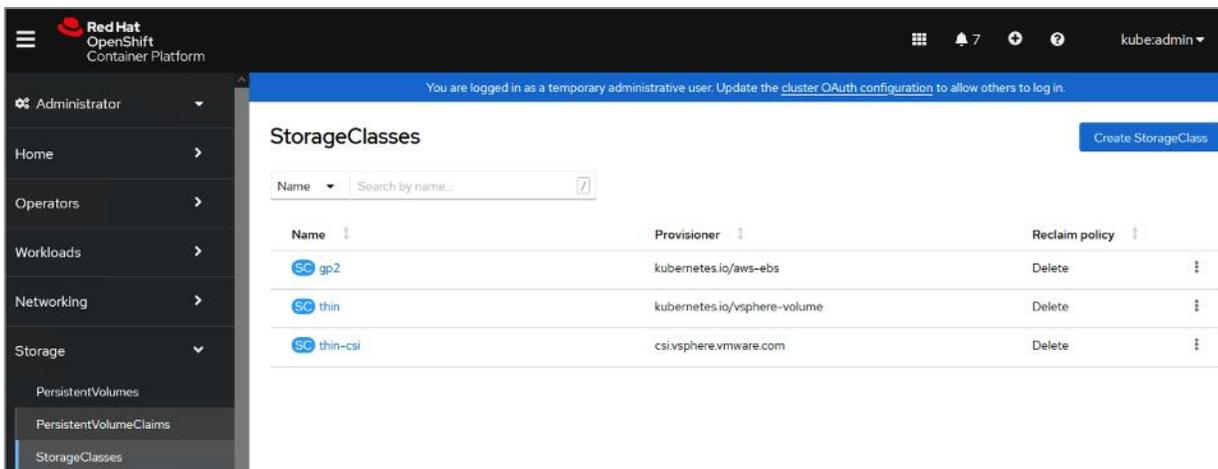 Red Hat
OpenShift
Container Platform
7
kube:admin
Administrator
You are logged in as a temporary administrative user. Update the cluster OAuth configuration to allow others to log in.
Home
StorageClasses
Create StorageClass
Name
Search by name...
/
Operators
Name Provisioner Reclaim policy
Workloads
SC gp2 kubernetes.io/aws-ebs Delete
Networking
SC thin kubernetes.io/vsphere-volume Delete
Storage
SC thin-csi csi.vsphere.vmware.com Delete
PersistentVolumes
PersistentVolumeClaims
StorageClasses